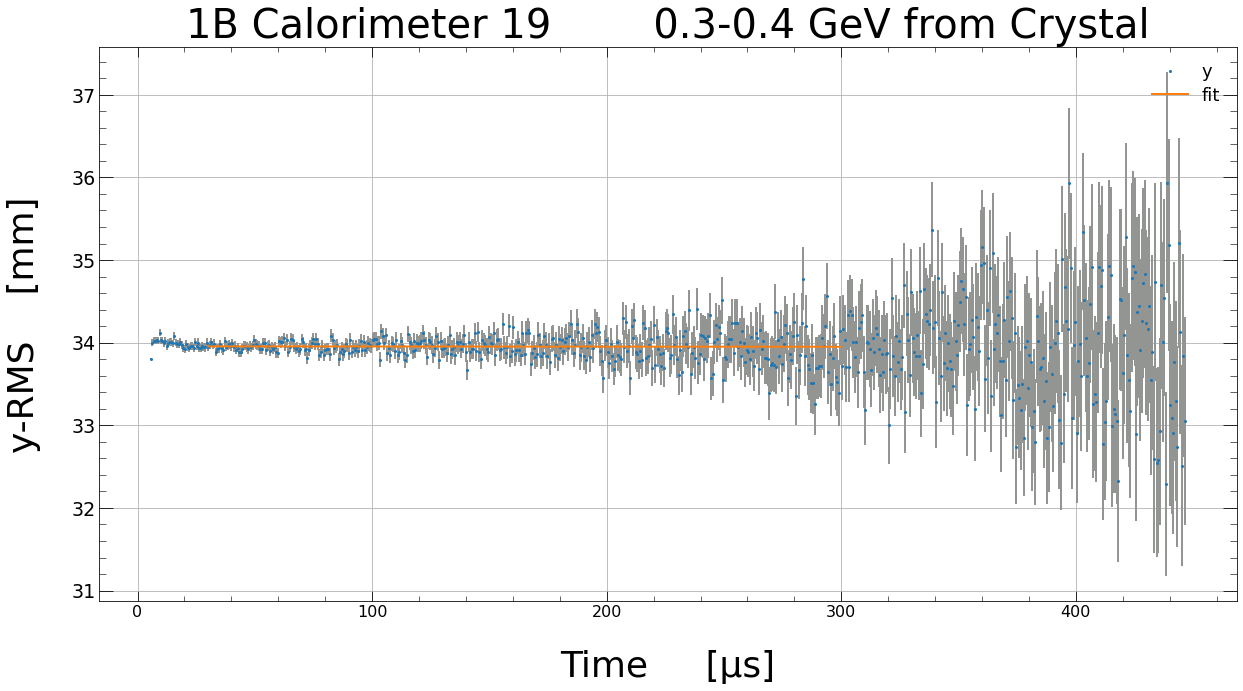 1B Calorimeter 19 0.3-0.4 GeV from Crystal
y
fit
37
36
35
34
33
32
31
y-RMS [mm]
0 100 200 300 400
Time [μs]